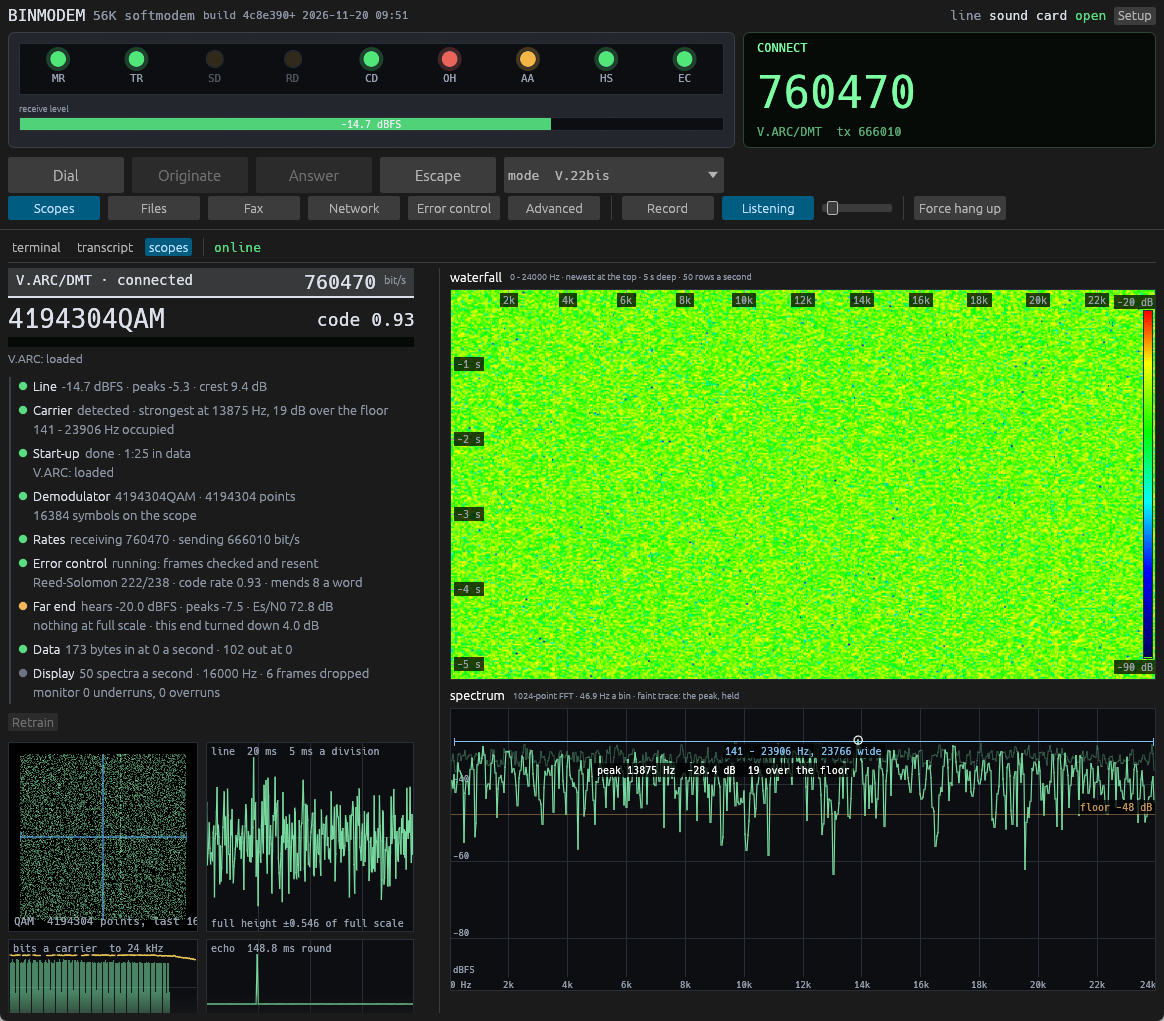 BINMODEM 56K softmodem build 4c8e390+ 2026-11-20 09:51
line sound card open Setup
MR TR SD RD CD OH AA HS EC
receive level
-14.7 dBFS
CONNECT
760470
V.ARC/DMT tx 666010
Dial Originate Answer Escape mode V.22bis
Scopes Files Fax Network Error control Advanced Record Listening Force hang up
terminal transcript scopes online
V.ARC/DMT · connected 760470 bit/s
4194304QAM code 0.93
V.ARC: loaded
Line -14.7 dBFS · peaks -5.3 · crest 9.4 dB
Carrier detected · strongest at 13875 Hz, 19 dB over the floor
141 - 23906 Hz occupied
Start-up done · 1:25 in data
V.ARC: loaded
Demodulator 4194304QAM · 4194304 points
16384 symbols on the scope
Rates receiving 760470 · sending 666010 bit/s
Error control running: frames checked and resent
Reed-Solomon 222/238 · code rate 0.93 · mends 8 a word
Far end hears -20.0 dBFS · peaks -7.5 · Es/N0 72.8 dB
nothing at full scale · this end turned down 4.0 dB
Data 173 bytes in at 0 a second · 102 out at 0
Display 50 spectra a second · 16000 Hz · 6 frames dropped
monitor 0 underruns, 0 overruns
Retrain
QAM 4194304 points, last 16
line 20 ms 5 ms a division
full height ±0.546 of full scale
bits a carrier to 24 kHz
echo 148.8 ms round
waterfall 0 - 24000 Hz · newest at the top · 5 s deep · 50 rows a second
2k 4k 6k 8k 10k 12k 14k 16k 18k 20k 22k -20 dB
-1 s
-2 s
-3 s
-4 s
-5 s
-90 dB
spectrum 1024-point FFT · 46.9 Hz a bin · faint trace: the peak, held
141 - 23906 Hz, 23766 wide
peak 13875 Hz -28.4 dB 19 over the floor
-40
floor -48 dB
-60
-80
dBFS
0 Hz 2k 4k 6k 8k 10k 12k 14k 16k 18k 20k 22k 24k